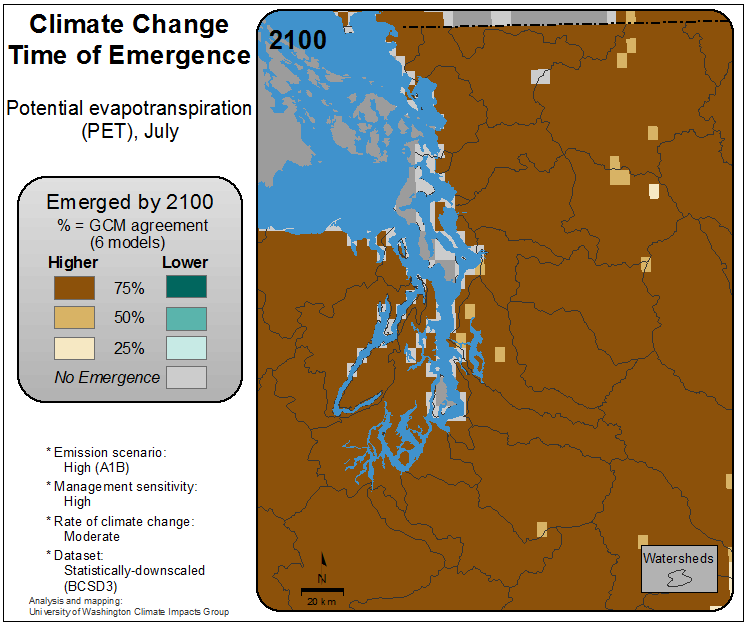 Climate Change
Time of Emergence
Potential evapotranspiration
(PET), July
Emerged by 2100
% = GCM agreement
(6 models)
Higher Lower
75%
50%
25%
No Emergence
* Emission scenario:
High (A1B)
* Management sensitivity:
High
* Rate of climate change:
Moderate
* Dataset:
Statistically-downscaled
(BCSD3)
Analysis and mapping:
University of Washington Climate Impacts Group
2100
N
20 km
Watersheds